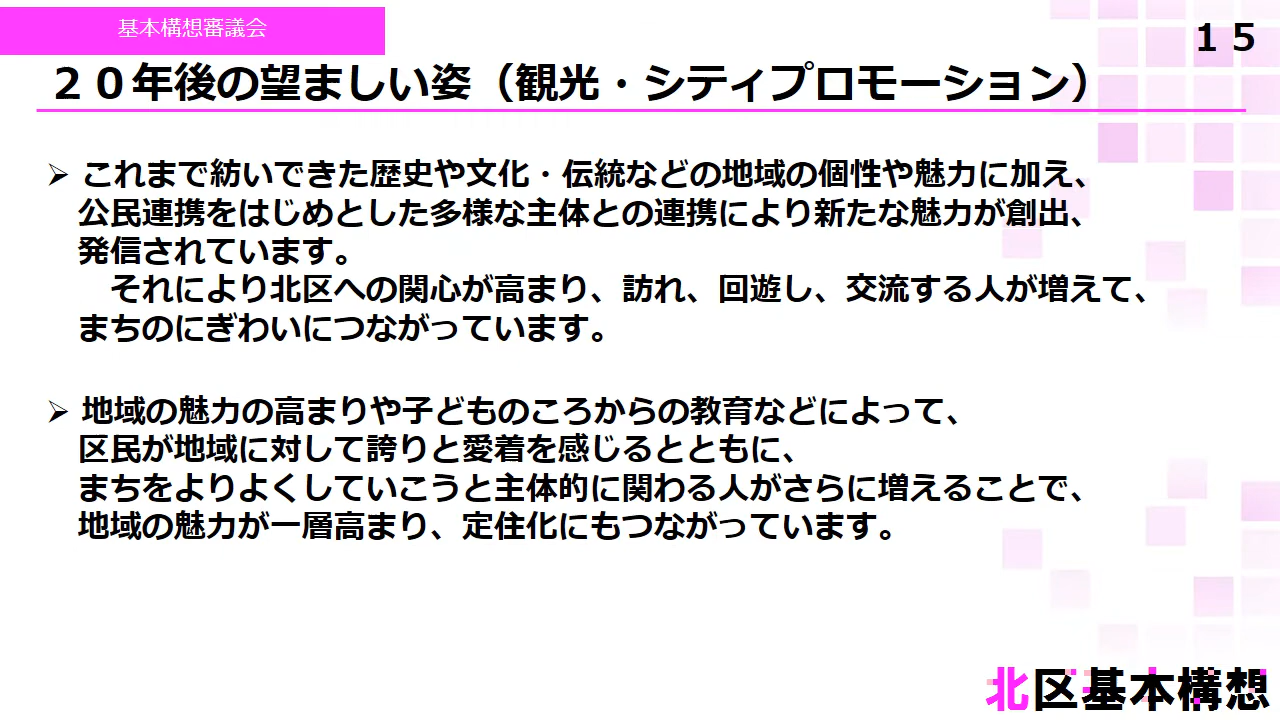 基本構想審議会
１５
２０年後の望ましい姿（観光・シティプロモーション）
➢ これまで紡いできた歴史や文化・伝統などの地域の個性や魅力に加え、
公民連携をはじめとした多様な主体との連携により新たな魅力が創出、
発信されています。
それにより北区への関心が高まり、訪れ、回遊し、交流する人が増えて、
まちのにぎわいにつながっています。
➢ 地域の魅力の高まりや子どものころからの教育などによって、
区民が地域に対して誇りと愛着を感じるとともに、
まちをよりよくしていこうと主体的に関わる人がさらに増えることで、
地域の魅力が一層高まり、定住化にもつながっています。
北区基本構想